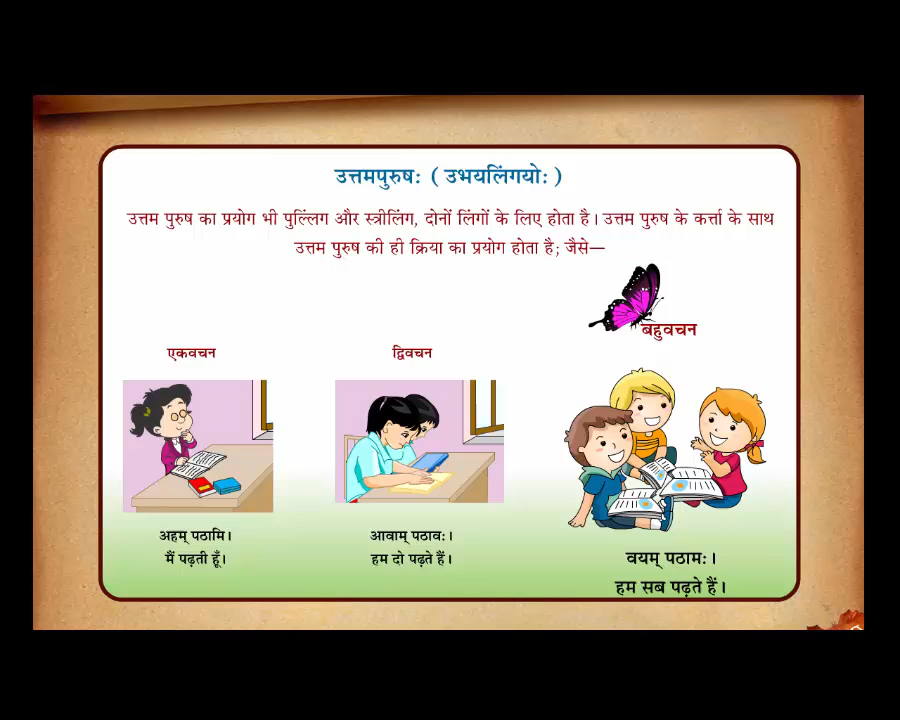 उत्तमपुरुषः ( उभयलिंगयोः )
उत्तम पुरुष का प्रयोग भी पुल्लिंग और स्त्रीलिंग, दोनों लिंगों के लिए होता है। उत्तम पुरुष के कर्त्ता के साथ
उत्तम पुरुष की ही क्रिया का प्रयोग होता है; जैसे—
बहुवचन
एकवचन
द्विवचन
अहम् पठामि।
मैं पढ़ती हूँ।
आवाम् पठावः।
हम दो पढ़ते हैं।
वयम् पठामः।
हम सब पढ़ते हैं।